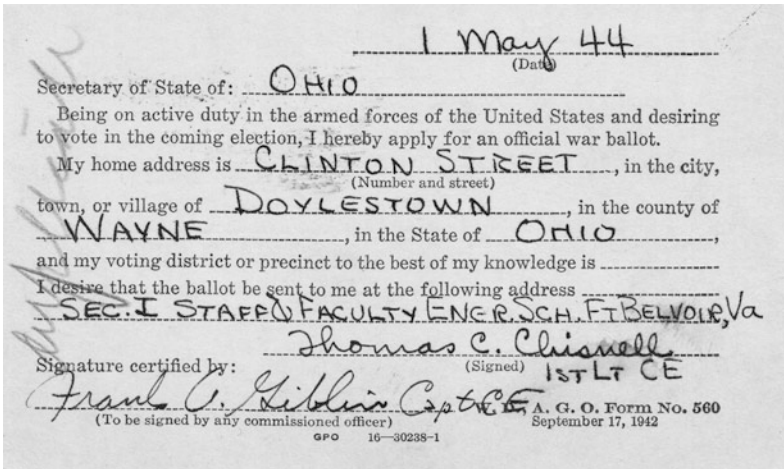 1 May 44
(Date)
Secretary of State of: OHIO
Being on active duty in the armed forces of the United States and desiring
to vote in the coming election, I hereby apply for an official war ballot.
My home address is CLINTON STREET, in the city,
(Number and street)
town, or village of DOYLESTOWN, in the county of
WAYNE, in the State of OHIO,
and my voting district or precinct to the best of my knowledge is
I desire that the ballot be sent to me at the following address
SEC. I STAFF & FACULTY ENGR. SCH. FT BELVOIR, Va
Thomas C. Chisnell
Signature certified by: (Signed) 1ST LT CE
Frank C. Giblin Capt. CE, A. G. O. Form No. 560
(To be signed by any commissioned officer) September 17, 1942
GPO 16—30238-1